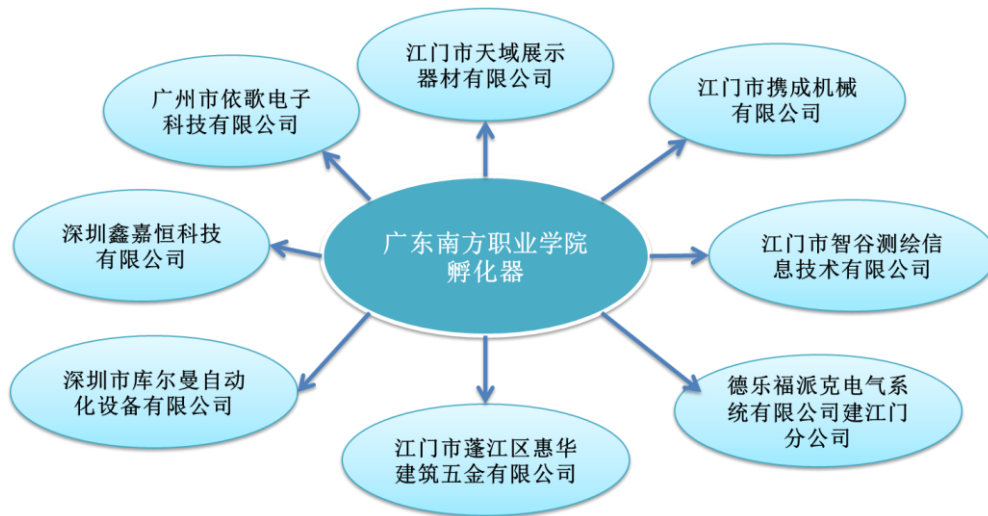 江门市天域展示
器材有限公司
江门市携成机械
有限公司
广州市依歌电子
科技有限公司
深圳鑫嘉恒科技
有限公司
广东南方职业学院
孵化器
江门市智谷测绘信
息技术有限公司
深圳市库尔曼自动
化设备有限公司
德乐福派克电气系
统有限公司建江门
分公司
江门市蓬江区惠华
建筑五金有限公司